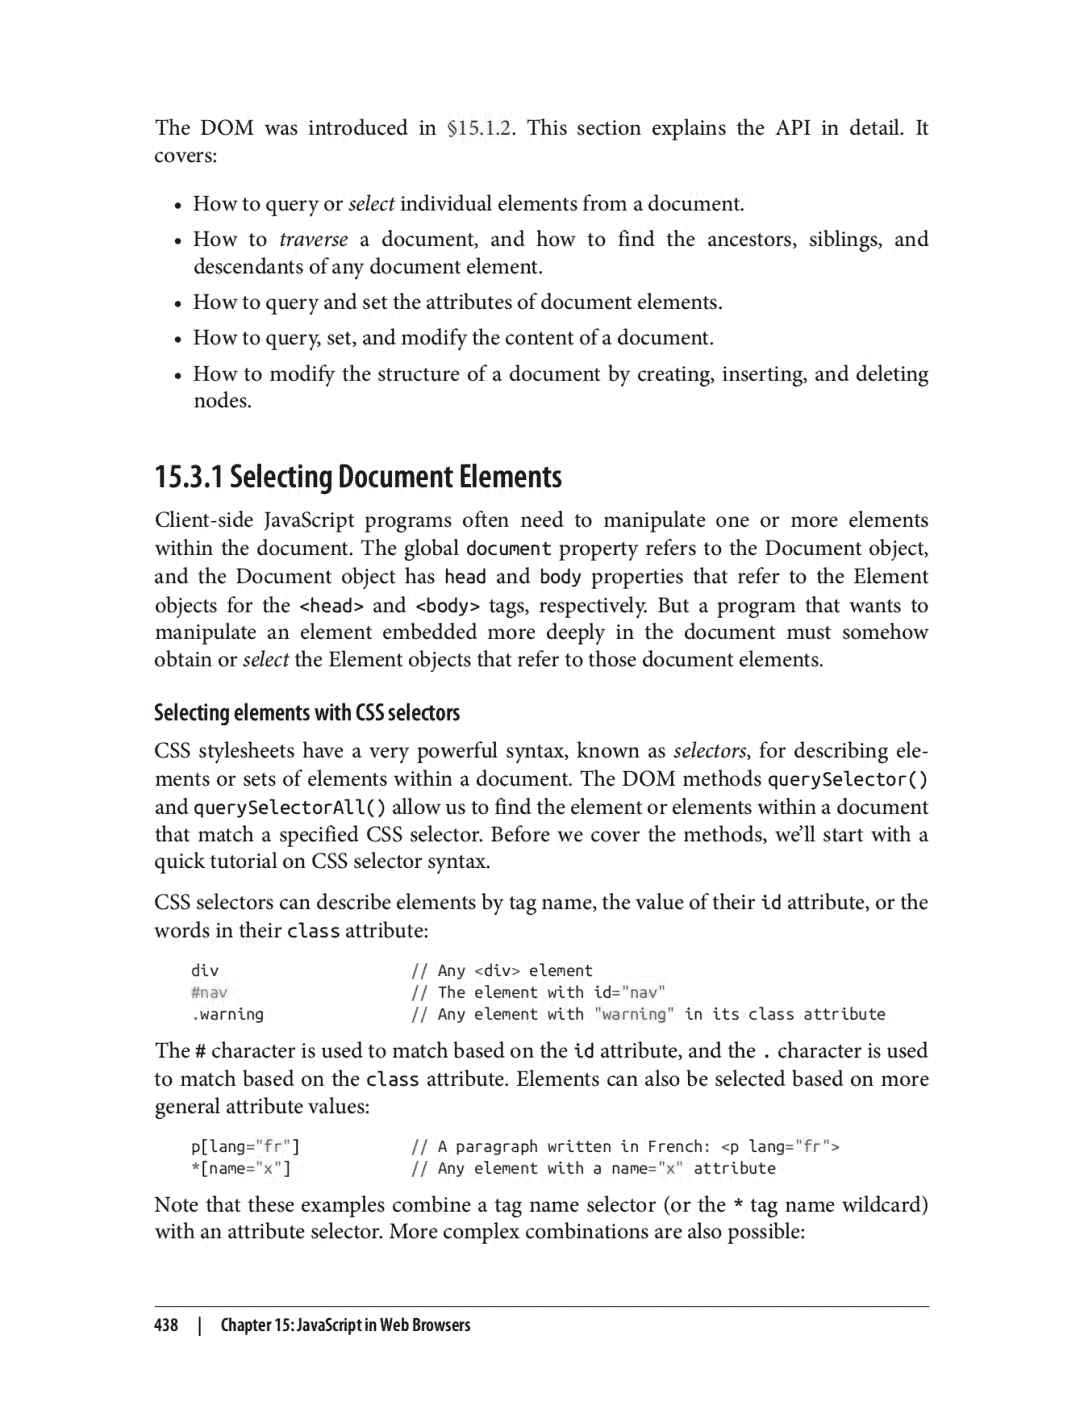 The DOM was introduced in §15.1.2. This section explains the API in detail. It
covers:
• How to query or select individual elements from a document.
• How to traverse a document, and how to find the ancestors, siblings, and
descendants of any document element.
• How to query and set the attributes of document elements.
• How to query, set, and modify the content of a document.
• How to modify the structure of a document by creating, inserting, and deleting
nodes.
15.3.1 Selecting Document Elements
Client-side JavaScript programs often need to manipulate one or more elements
within the document. The global document property refers to the Document object,
and the Document object has head and body properties that refer to the Element
objects for the <head> and <body> tags, respectively. But a program that wants to
manipulate an element embedded more deeply in the document must somehow
obtain or select the Element objects that refer to those document elements.
Selecting elements with CSS selectors
CSS stylesheets have a very powerful syntax, known as selectors, for describing ele-
ments or sets of elements within a document. The DOM methods querySelector()
and querySelectorAll() allow us to find the element or elements within a document
that match a specified CSS selector. Before we cover the methods, we’ll start with a
quick tutorial on CSS selector syntax.
CSS selectors can describe elements by tag name, the value of their id attribute, or the
words in their class attribute:
div // Any <div> element
#nav // The element with id="nav"
.warning // Any element with "warning" in its class attribute
The # character is used to match based on the id attribute, and the . character is used
to match based on the class attribute. Elements can also be selected based on more
general attribute values:
p[lang="fr"] // A paragraph written in French: <p lang="fr">
*[name="x"] // Any element with a name="x" attribute
Note that these examples combine a tag name selector (or the * tag name wildcard)
with an attribute selector. More complex combinations are also possible:
438 | Chapter 15: JavaScript in Web Browsers